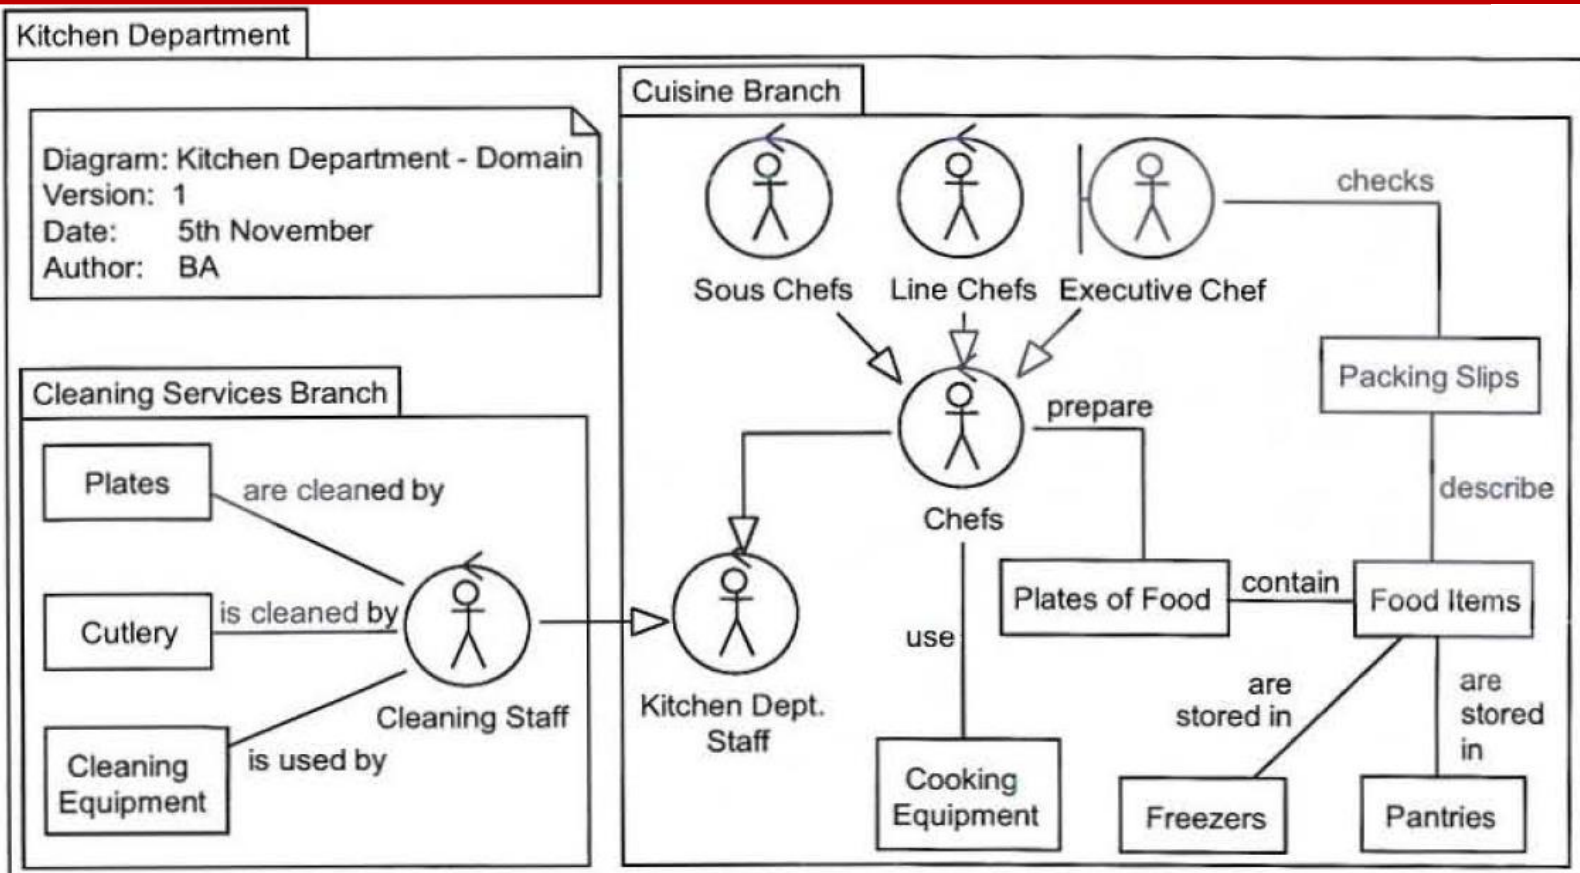 Kitchen Department
Diagram: Kitchen Department - Domain
Version: 1
Date: 5th November
Author: BA
Cuisine Branch
Sous Chefs
Line Chefs
Executive Chef
checks
Packing Slips
describe
Chefs
prepare
Plates of Food
contain
Food Items
use
are
stored in
are
stored
in
Cooking
Equipment
Freezers
Pantries
Kitchen Dept.
Staff
Cleaning Services Branch
Plates
are cleaned by
Cutlery
is cleaned by
Cleaning Staff
Cleaning
Equipment
is used by